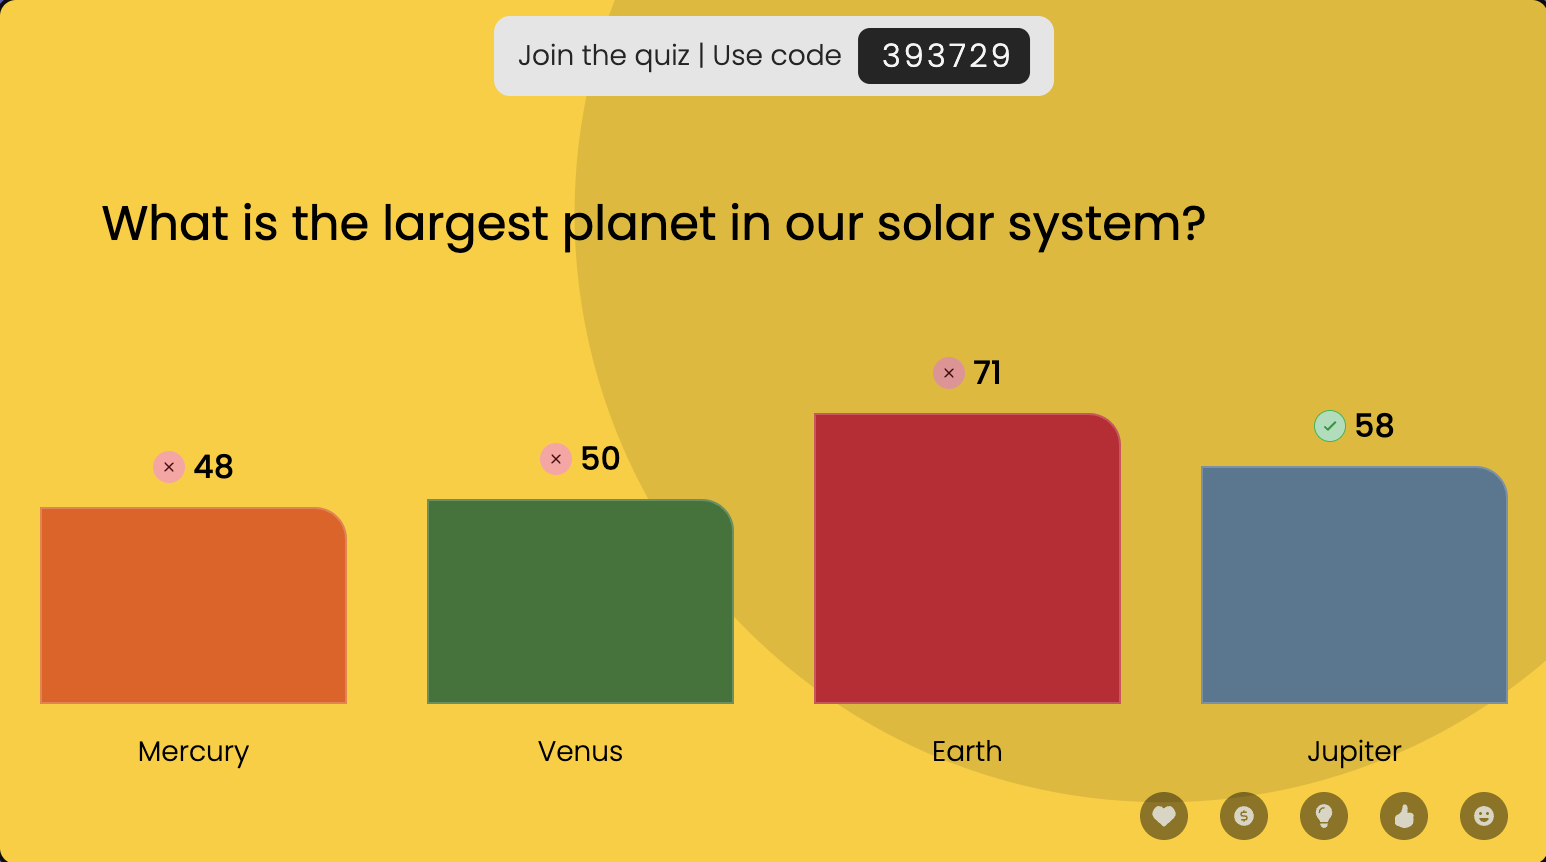 Join the quiz | Use code 393729
What is the largest planet in our solar system?
48
50
71
58
Mercury
Venus
Earth
Jupiter